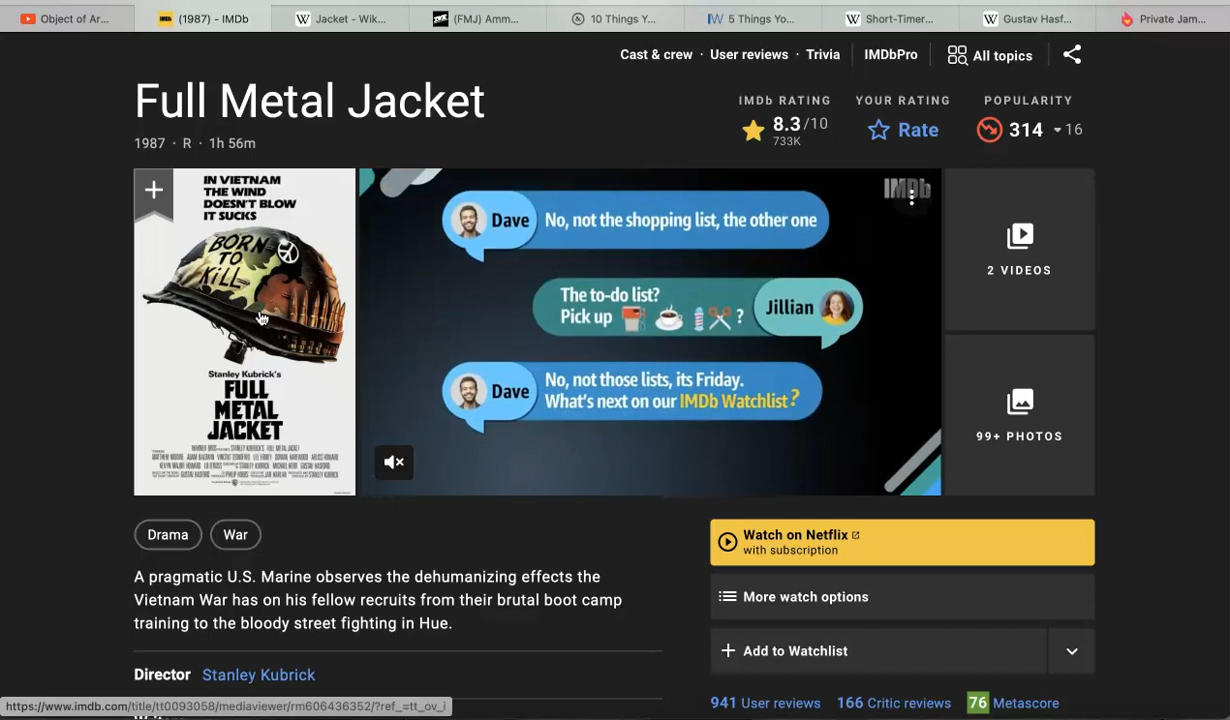 Object of Ar...
(1987) - IMDb
Jacket - Wik...
(FMJ) Amm...
10 Things Y...
5 Things Yo...
Short-Timer...
Gustav Hasf...
Private Jam...
Cast & crew · User reviews · Trivia
IMDbPro
All topics
Full Metal Jacket
1987 · R · 1h 56m
IMDb RATING
8.3/10
733K
YOUR RATING
Rate
POPULARITY
314
16
IN VIETNAM
THE WIND
DOESN'T BLOW
IT SUCKS
BORN
TO
KILL
Stanley Kubrick's
FULL
METAL
JACKET
IMDb
Dave
No, not the shopping list, the other one
The to-do list?
Pick up ?
Jillian
Dave
No, not those lists, its Friday.
What's next on our IMDb Watchlist?
2 VIDEOS
99+ PHOTOS
Drama
War
A pragmatic U.S. Marine observes the dehumanizing effects the
Vietnam War has on his fellow recruits from their brutal boot camp
training to the bloody street fighting in Hue.
Director Stanley Kubrick
Watch on Netflix
with subscription
More watch options
Add to Watchlist
941 User reviews
166 Critic reviews
76 Metascore
https://www.imdb.com/title/tt0093058/mediaviewer/rm606436352/?ref_=tt_ov_i